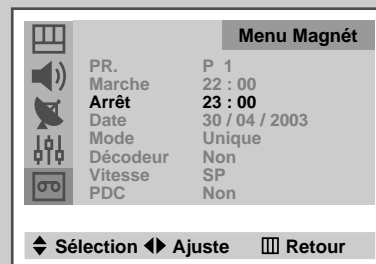 Menu Magnét
PR. P 1
Marche 22 : 00
Arrêt 23 : 00
Date 30 / 04 / 2003
Mode Unique
Décodeur Non
Vitesse SP
PDC Non
Sélection Ajuste Retour